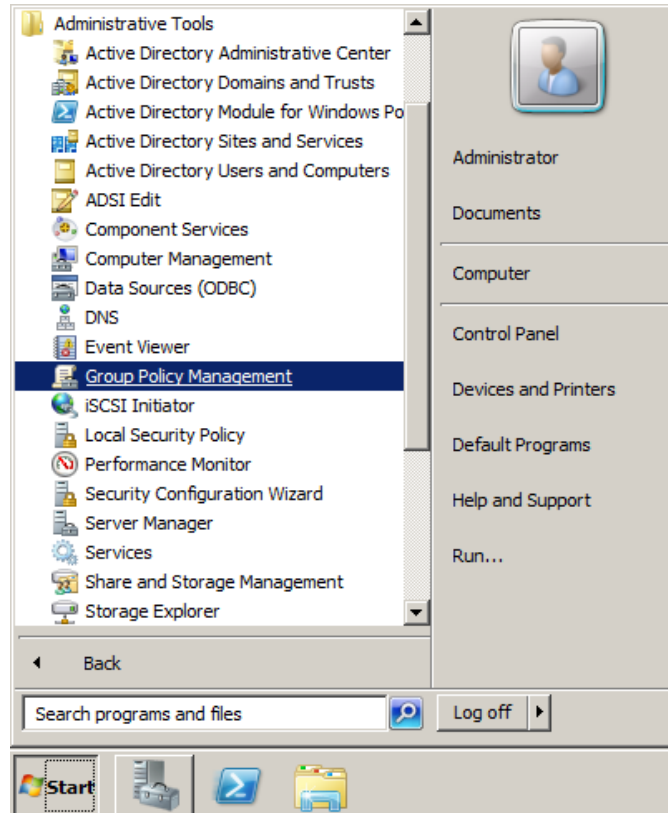 Administrative Tools
Active Directory Administrative Center
Active Directory Domains and Trusts
Active Directory Module for Windows Po
Active Directory Sites and Services
Active Directory Users and Computers
ADSI Edit
Component Services
Computer Management
Data Sources (ODBC)
DNS
Event Viewer
Group Policy Management
iSCSI Initiator
Local Security Policy
Performance Monitor
Security Configuration Wizard
Server Manager
Services
Share and Storage Management
Storage Explorer
Back
Search programs and files
Administrator
Documents
Computer
Control Panel
Devices and Printers
Default Programs
Help and Support
Run...
Log off
Start